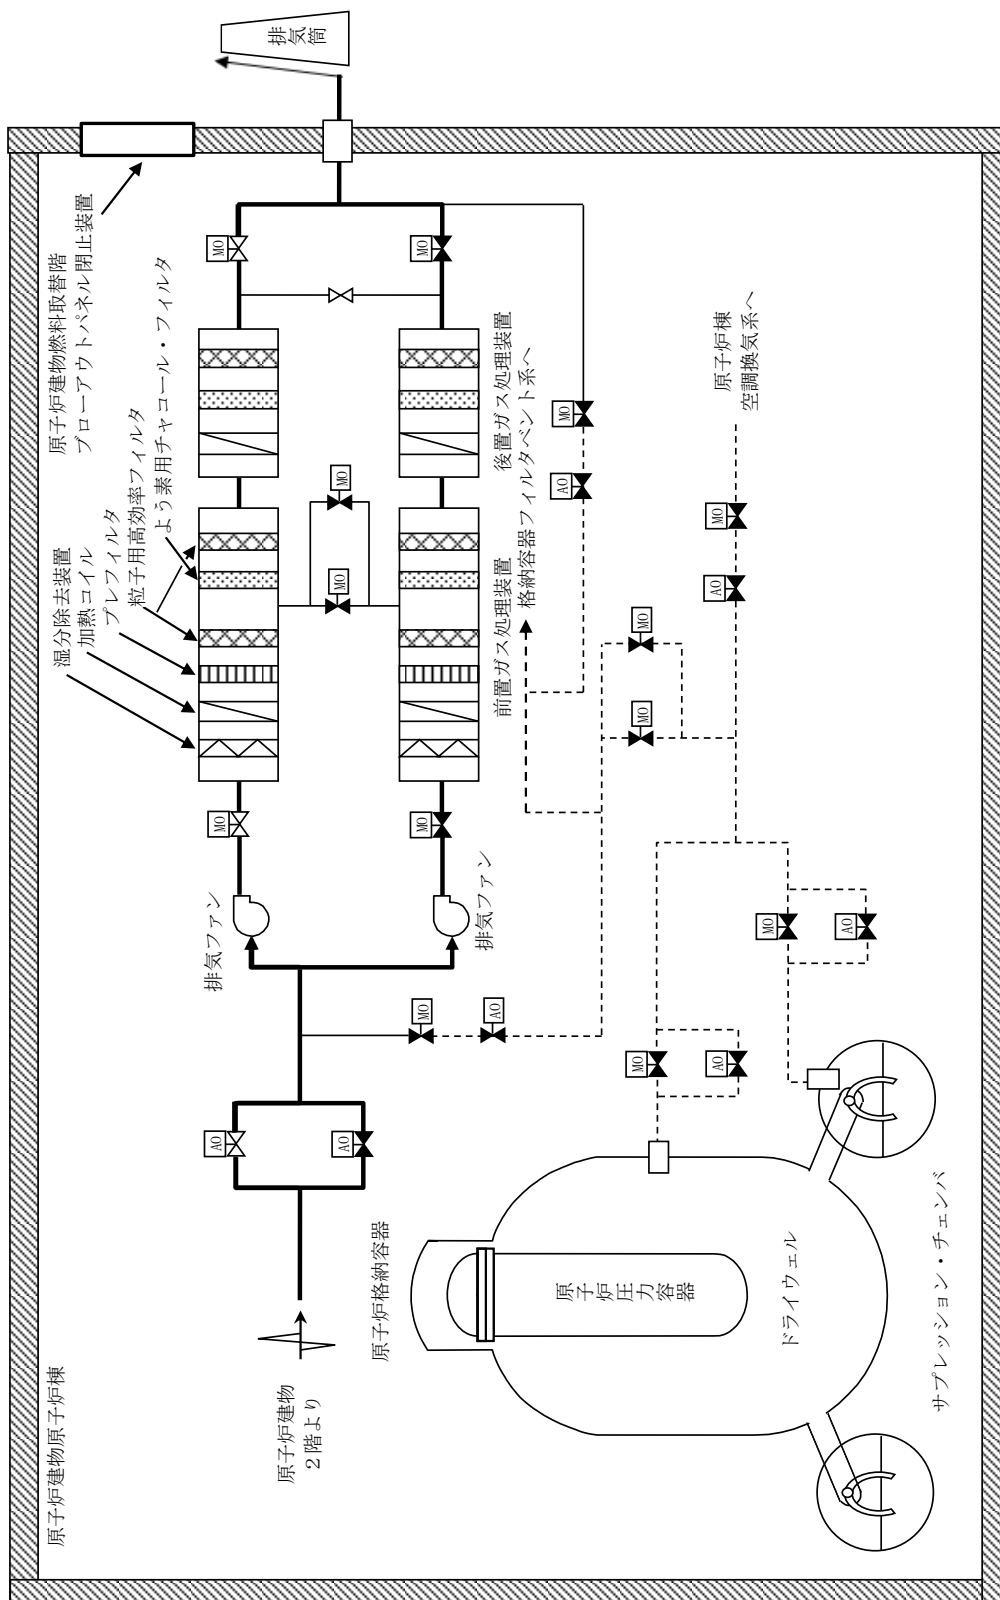 原子炉建物原子炉棟
原子炉建物燃料取替階
ブローアウトパネル閉止装置
排気筒
湿分除去装置
加熱コイル
プレフィルタ
粒子用高効率フィルタ
よう素用チャコール・フィルタ
原子炉建物
2階より
AO
AO
排気ファン
排気ファン
MO
MO
MO
MO
MO
MO
前置ガス処理装置
後置ガス処理装置
格納容器フィルタベント系へ
MO
AO
AO
MO
MO
MO
AO
MO
原子炉棟
空調換気系へ
MO
AO
MO
AO
原子炉格納容器
原子炉圧力容器
ドライウェル
サプレッション・チェンバ